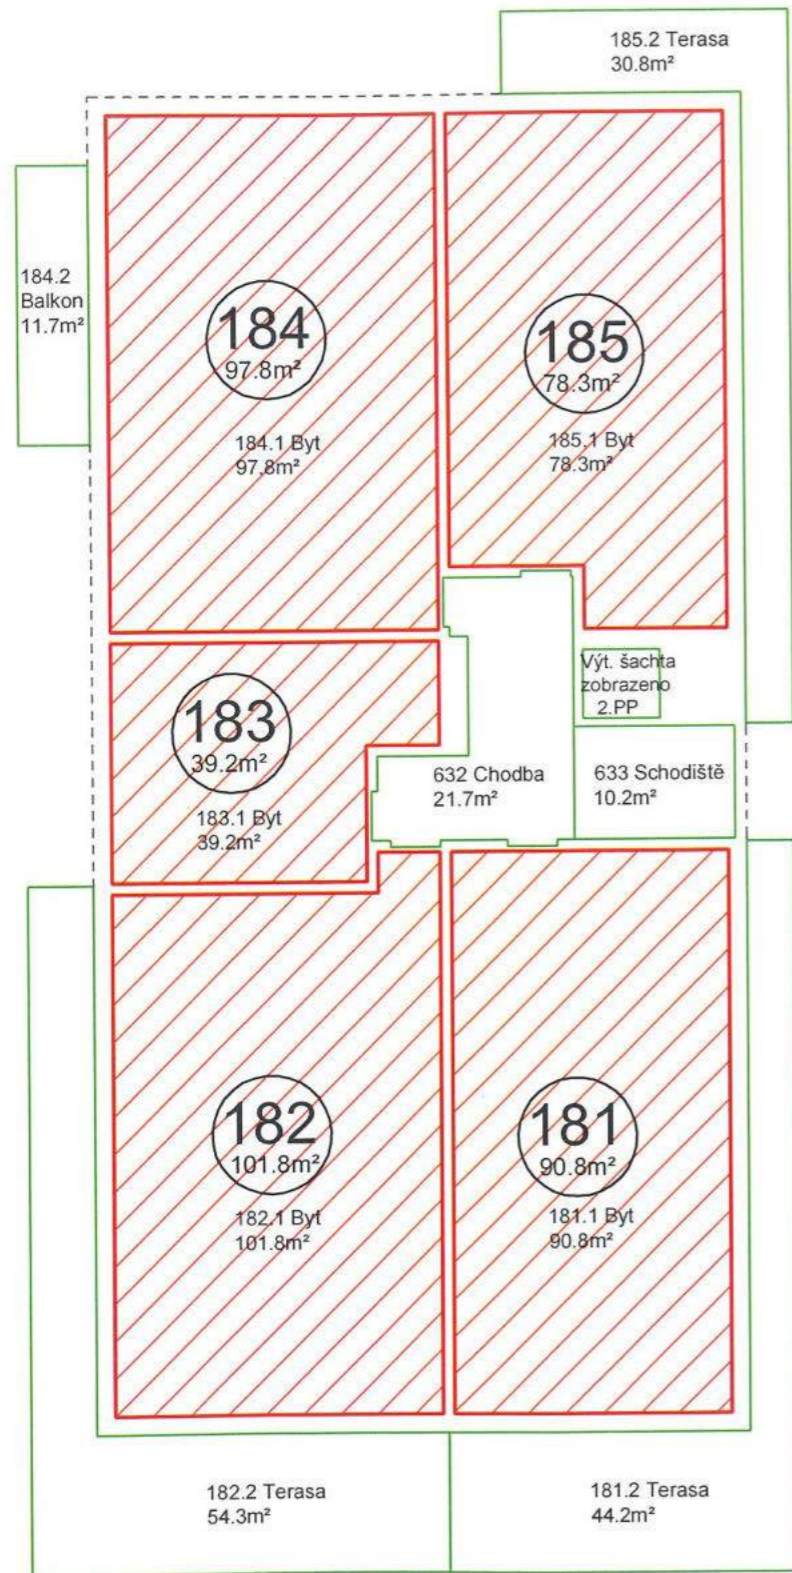 185.2 Terasa
30.8m²
184.2
Balkon
11.7m²
184
97.8m²
184.1 Byt
97.8m²
185
78.3m²
185.1 Byt
78.3m²
183
39.2m²
183.1 Byt
39.2m²
Výt. šachta
zobrazeno
2.PP
632 Chodba
21.7m²
633 Schodiště
10.2m²
182
101.8m²
182.1 Byt
101.8m²
181
90.8m²
181.1 Byt
90.8m²
182.2 Terasa
54.3m²
181.2 Terasa
44.2m²